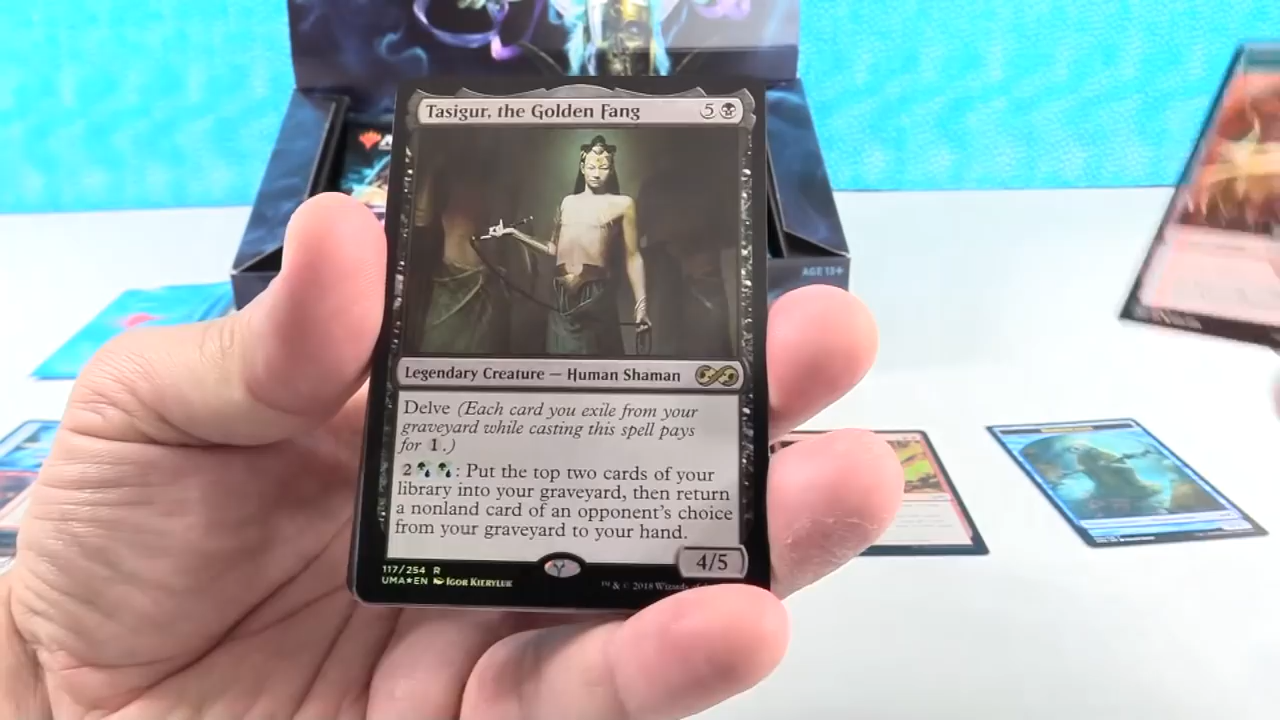 Tasigur, the Golden Fang 5
AGE 13+
Legendary Creature — Human Shaman
Delve (Each card you exile from your
graveyard while casting this spell pays
for 1.)
2 : Put the top two cards of your
library into your graveyard, then return
a nonland card of an opponent's choice
from your graveyard to your hand.
4/5
117/254 R
UMA★EN Igor Kieryluk
™ & © 2018 Wizards of